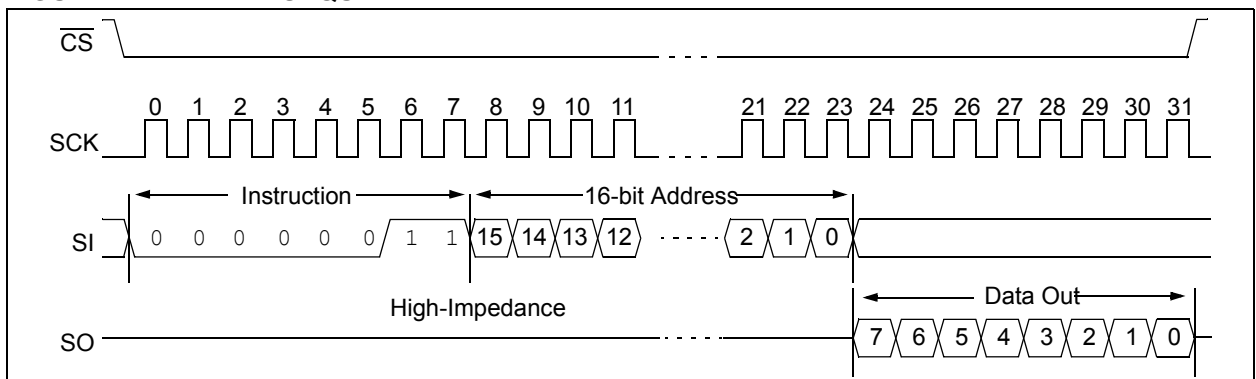 CS
0 1 2 3 4 5 6 7 8 9 10 11 21 22 23 24 25 26 27 28 29 30 31
SCK
Instruction 16-bit Address
SI 0 0 0 0 0 0 1 1 15 14 13 12 2 1 0
High-Impedance Data Out
SO 7 6 5 4 3 2 1 0